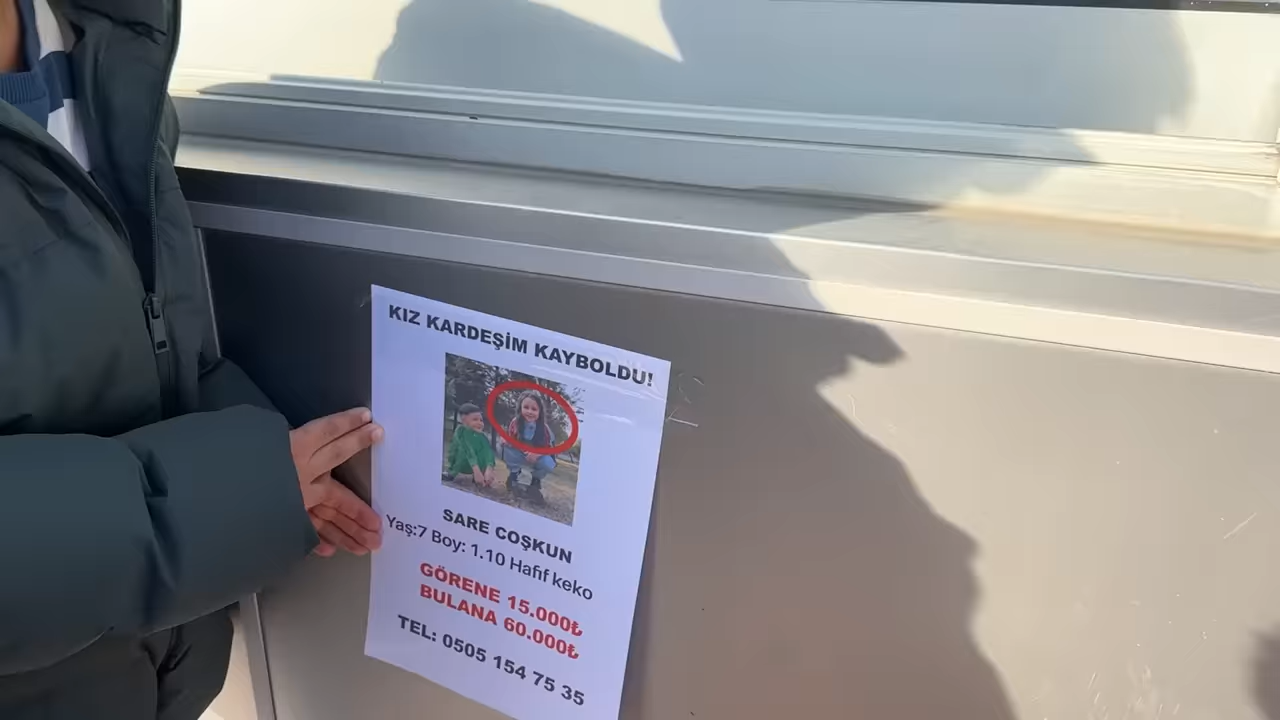 KIZ KARDEŞİM KAYBOLDU!
SARE COŞKUN
Yaş:7 Boy: 1.10 Hafif keko
GÖRENE 15.000₺
BULANA 60.000₺
TEL: 0505 154 75 35